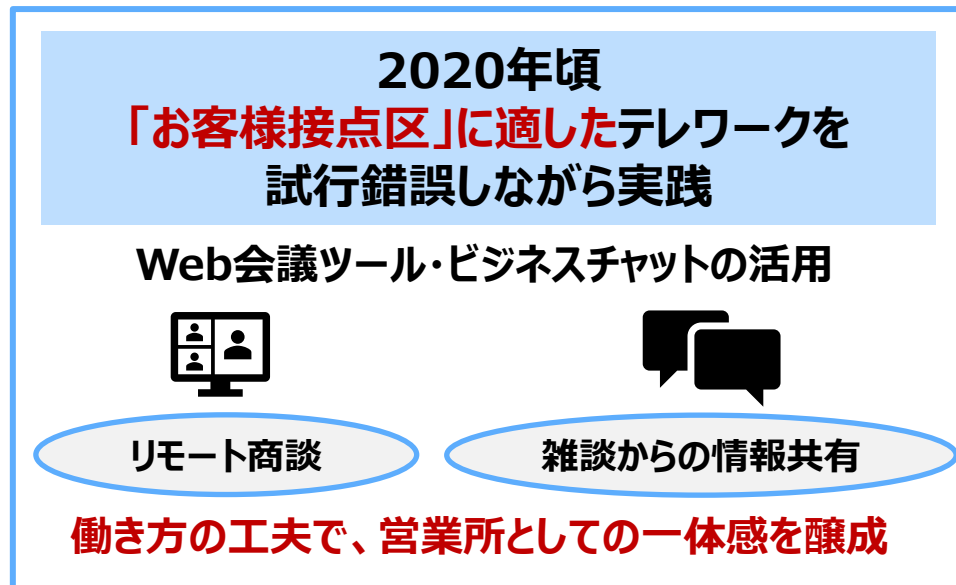 2020年頃
「お客様接点区」に適したテレワークを
試行錯誤しながら実践
Web会議ツール・ビジネスチャットの活用
リモート商談
雑談からの情報共有
働き方の工夫で、営業所としての一体感を醸成